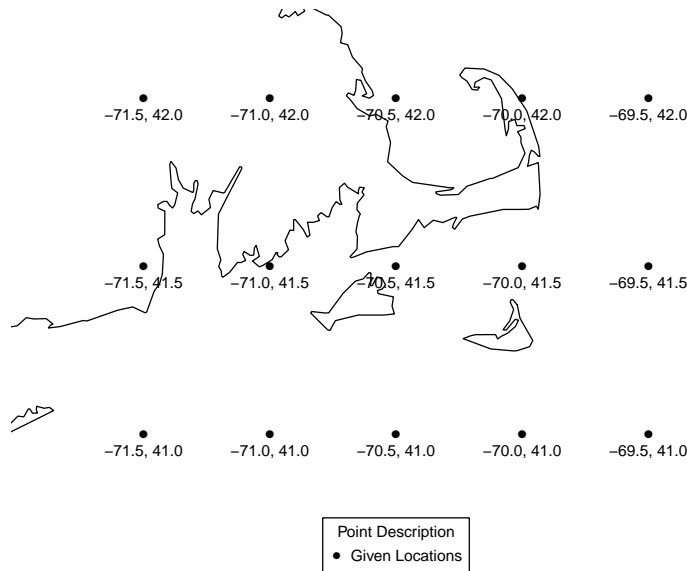 −71.5, 42.0 −71.0, 42.0 −70.5, 42.0 −70.0, 42.0 −69.5, 42.0
−71.5, 41.5 −71.0, 41.5 −70.5, 41.5 −70.0, 41.5 −69.5, 41.5
−71.5, 41.0 −71.0, 41.0 −70.5, 41.0 −70.0, 41.0 −69.5, 41.0
Point Description
Given Locations